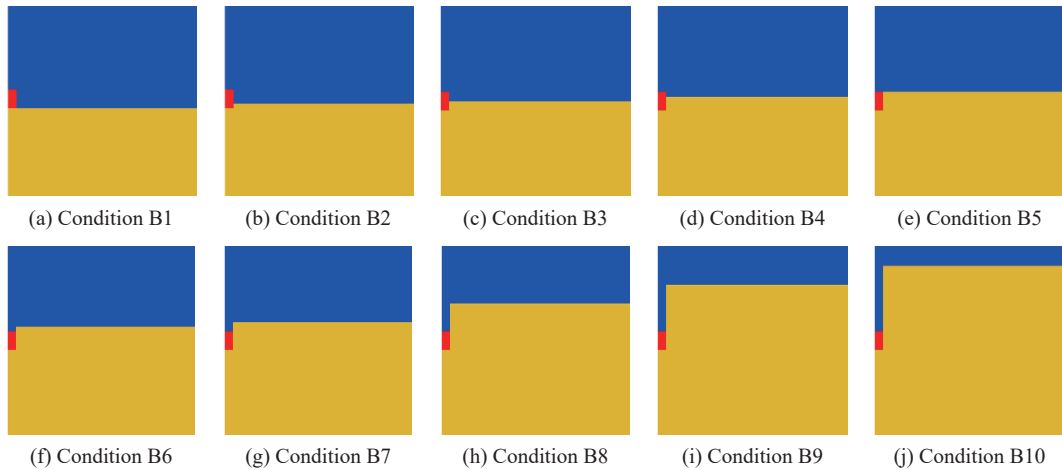 (a) Condition B1
(b) Condition B2
(c) Condition B3
(d) Condition B4
(e) Condition B5
(f) Condition B6
(g) Condition B7
(h) Condition B8
(i) Condition B9
(j) Condition B10